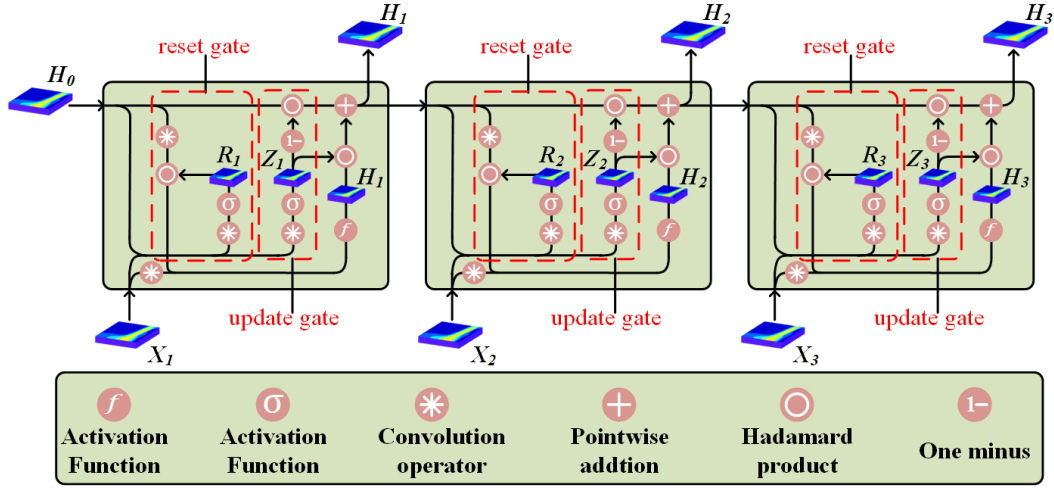 H₁
H₂
H₃
reset gate
reset gate
reset gate
H₀
1-
1-
1-
R₁
Z₁
R₂
Z₂
R₃
Z₃
H₁
H₂
H₃
σ
σ
f
σ
σ
f
σ
σ
f
update gate
update gate
update gate
X₁
X₂
X₃
f
σ
1-
Activation
Function
Activation
Function
Convolution
operator
Pointwise
addtion
Hadamard
product
One minus